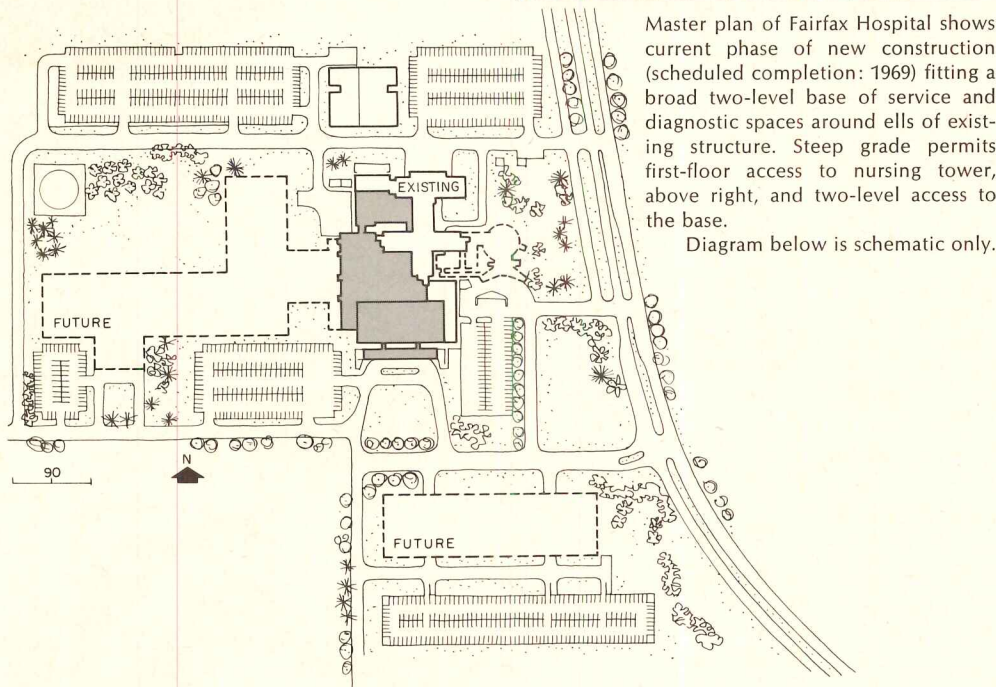 Master plan of Fairfax Hospital shows
current phase of new construction
(scheduled completion: 1969) fitting a
broad two-level base of service and
diagnostic spaces around ells of exist-
ing structure. Steep grade permits
first-floor access to nursing tower,
above right, and two-level access to
the base.
Diagram below is schematic only.
EXISTING
FUTURE
90
N
FUTURE